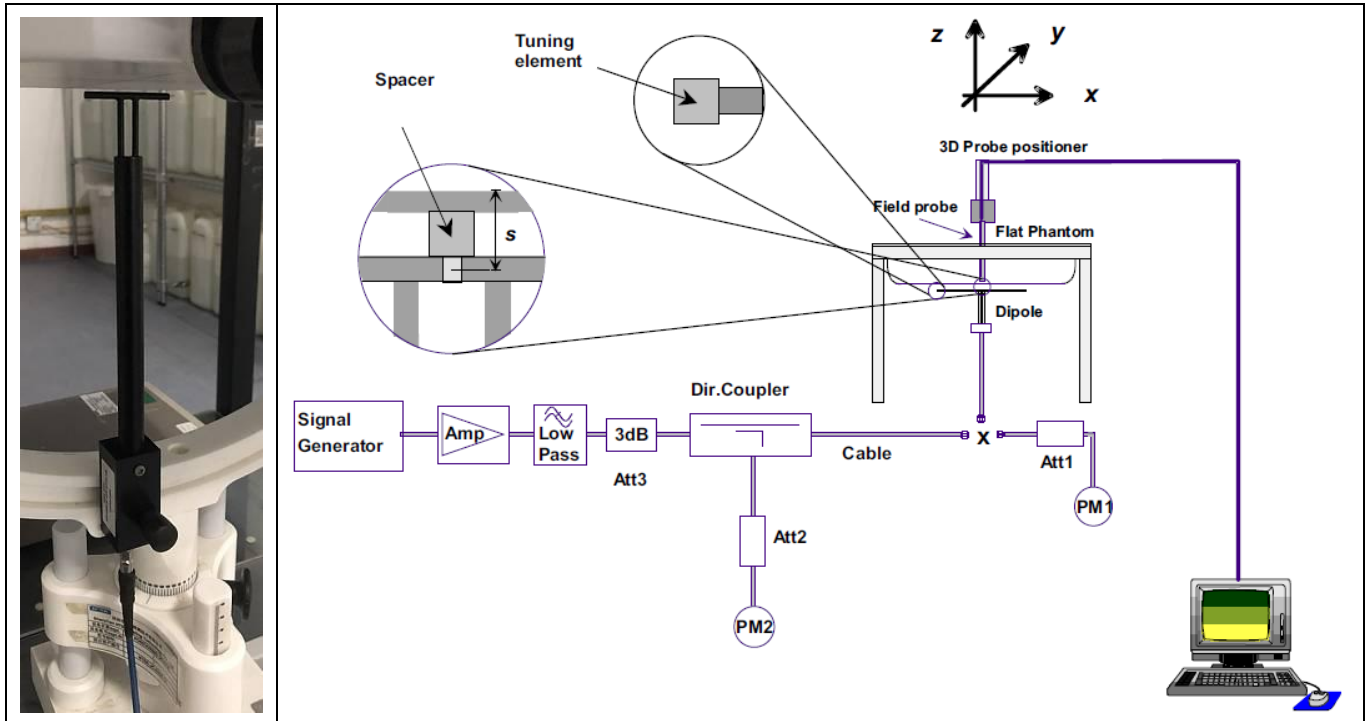 Tuning
element
Spacer
s
z
y
x
3D Probe positioner
Field probe
Flat Phantom
Dipole
Dir.Coupler
Signal
Generator
Amp
Low
Pass
3dB
Att3
Cable
X
Att1
PM1
Att2
PM2